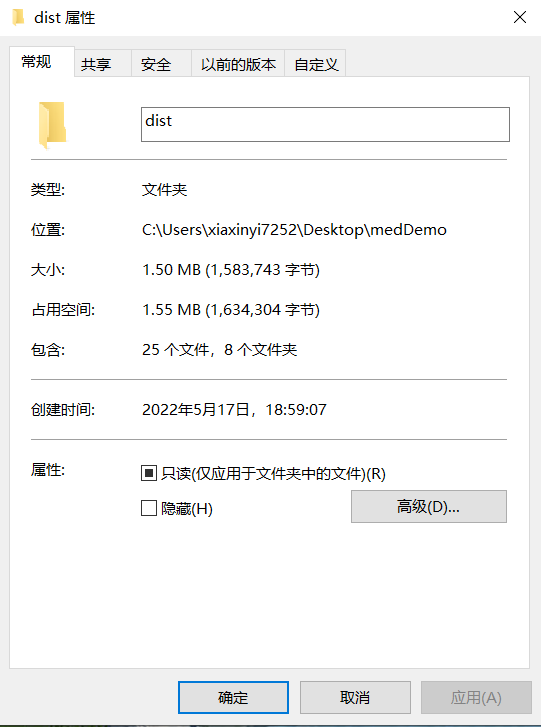 dist 属性
常规 共享 安全 以前的版本 自定义
dist
类型: 文件夹
位置: C:\Users\xiaxinyi7252\Desktop\medDemo
大小: 1.50 MB (1,583,743 字节)
占用空间: 1.55 MB (1,634,304 字节)
包含: 25 个文件，8 个文件夹
创建时间: 2022年5月17日，18:59:07
属性: 只读(仅应用于文件夹中的文件)(R)
隐藏(H) 高级(D)...
确定 取消 应用(A)